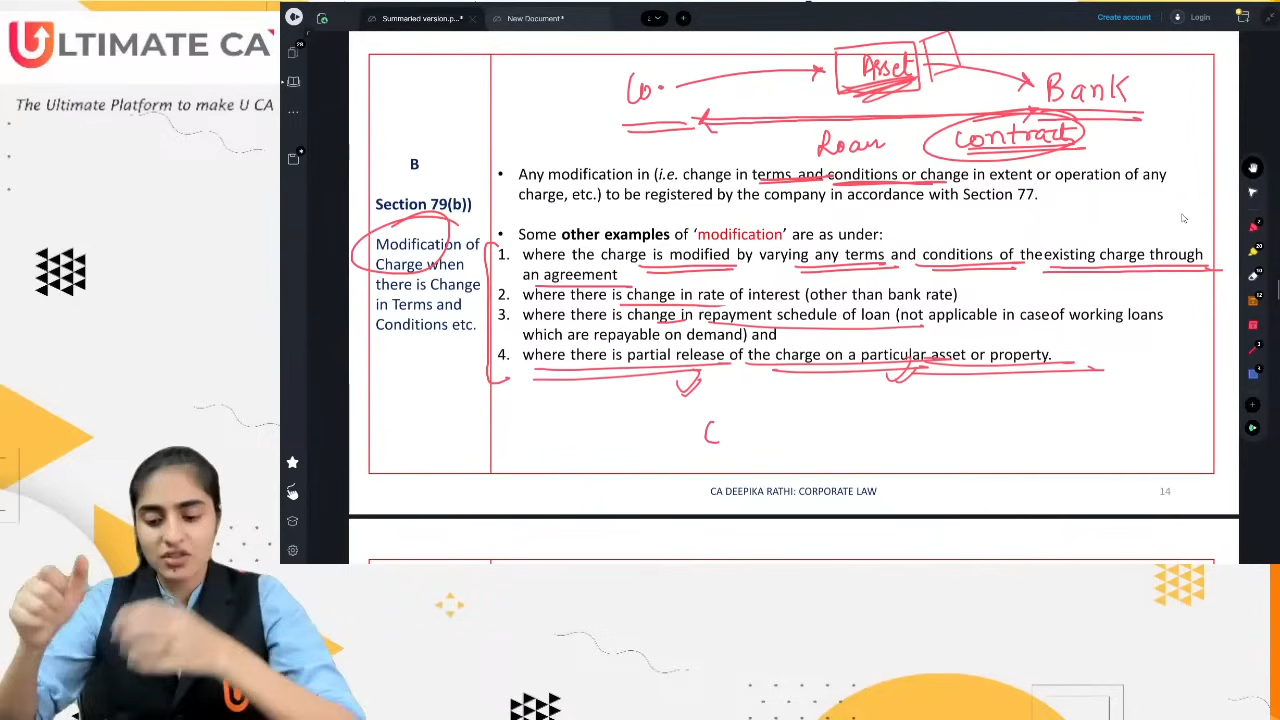 ULTIMATE CA
The Ultimate Platform to make U CA
Summaried version.p...*
New Document*
2
Create account
Login
Co.
Asset
Bank
Loan
Contract
B
Section 79(b))
Modification of
Charge when
there is Change
in Terms and
Conditions etc.
• Any modification in (i.e. change in terms and conditions or change in extent or operation of any
charge, etc.) to be registered by the company in accordance with Section 77.
• Some other examples of ‘modification’ are as under:
1. where the charge is modified by varying any terms and conditions of the existing charge through
an agreement
2. where there is change in rate of interest (other than bank rate)
3. where there is change in repayment schedule of loan (not applicable in case of working loans
which are repayable on demand) and
4. where there is partial release of the charge on a particular asset or property.
C
CA DEEPIKA RATHI: CORPORATE LAW
14